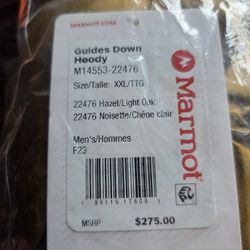 MARMOT.COM
Guides Down
Hoody
M14553-22476
Size/Taille: XXL/TTG
22476 Hazel/Light Oak
22476 Noisette/Chêne clair
Men's/Hommes
F23
MSRP $275.00
Marmot